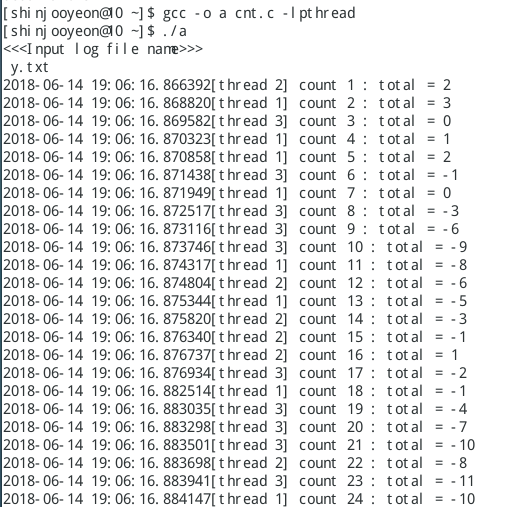 [shinjooyeon@10 ~]$ gcc -o a cnt.c -lpthread
[shinjooyeon@10 ~]$ ./a
<<<Input log file name>>>
y.txt
2018-06-14 19:06:16.866392[thread 2] count 1 : total = 2
2018-06-14 19:06:16.868820[thread 1] count 2 : total = 3
2018-06-14 19:06:16.869582[thread 3] count 3 : total = 0
2018-06-14 19:06:16.870323[thread 1] count 4 : total = 1
2018-06-14 19:06:16.870858[thread 1] count 5 : total = 2
2018-06-14 19:06:16.871438[thread 3] count 6 : total = -1
2018-06-14 19:06:16.871949[thread 1] count 7 : total = 0
2018-06-14 19:06:16.872517[thread 3] count 8 : total = -3
2018-06-14 19:06:16.873116[thread 3] count 9 : total = -6
2018-06-14 19:06:16.873746[thread 3] count 10 : total = -9
2018-06-14 19:06:16.874317[thread 1] count 11 : total = -8
2018-06-14 19:06:16.874804[thread 2] count 12 : total = -6
2018-06-14 19:06:16.875344[thread 1] count 13 : total = -5
2018-06-14 19:06:16.875820[thread 2] count 14 : total = -3
2018-06-14 19:06:16.876340[thread 2] count 15 : total = -1
2018-06-14 19:06:16.876737[thread 2] count 16 : total = 1
2018-06-14 19:06:16.876934[thread 3] count 17 : total = -2
2018-06-14 19:06:16.882514[thread 1] count 18 : total = -1
2018-06-14 19:06:16.883035[thread 3] count 19 : total = -4
2018-06-14 19:06:16.883298[thread 3] count 20 : total = -7
2018-06-14 19:06:16.883501[thread 3] count 21 : total = -10
2018-06-14 19:06:16.883698[thread 2] count 22 : total = -8
2018-06-14 19:06:16.883941[thread 3] count 23 : total = -11
2018-06-14 19:06:16.884147[thread 1] count 24 : total = -10